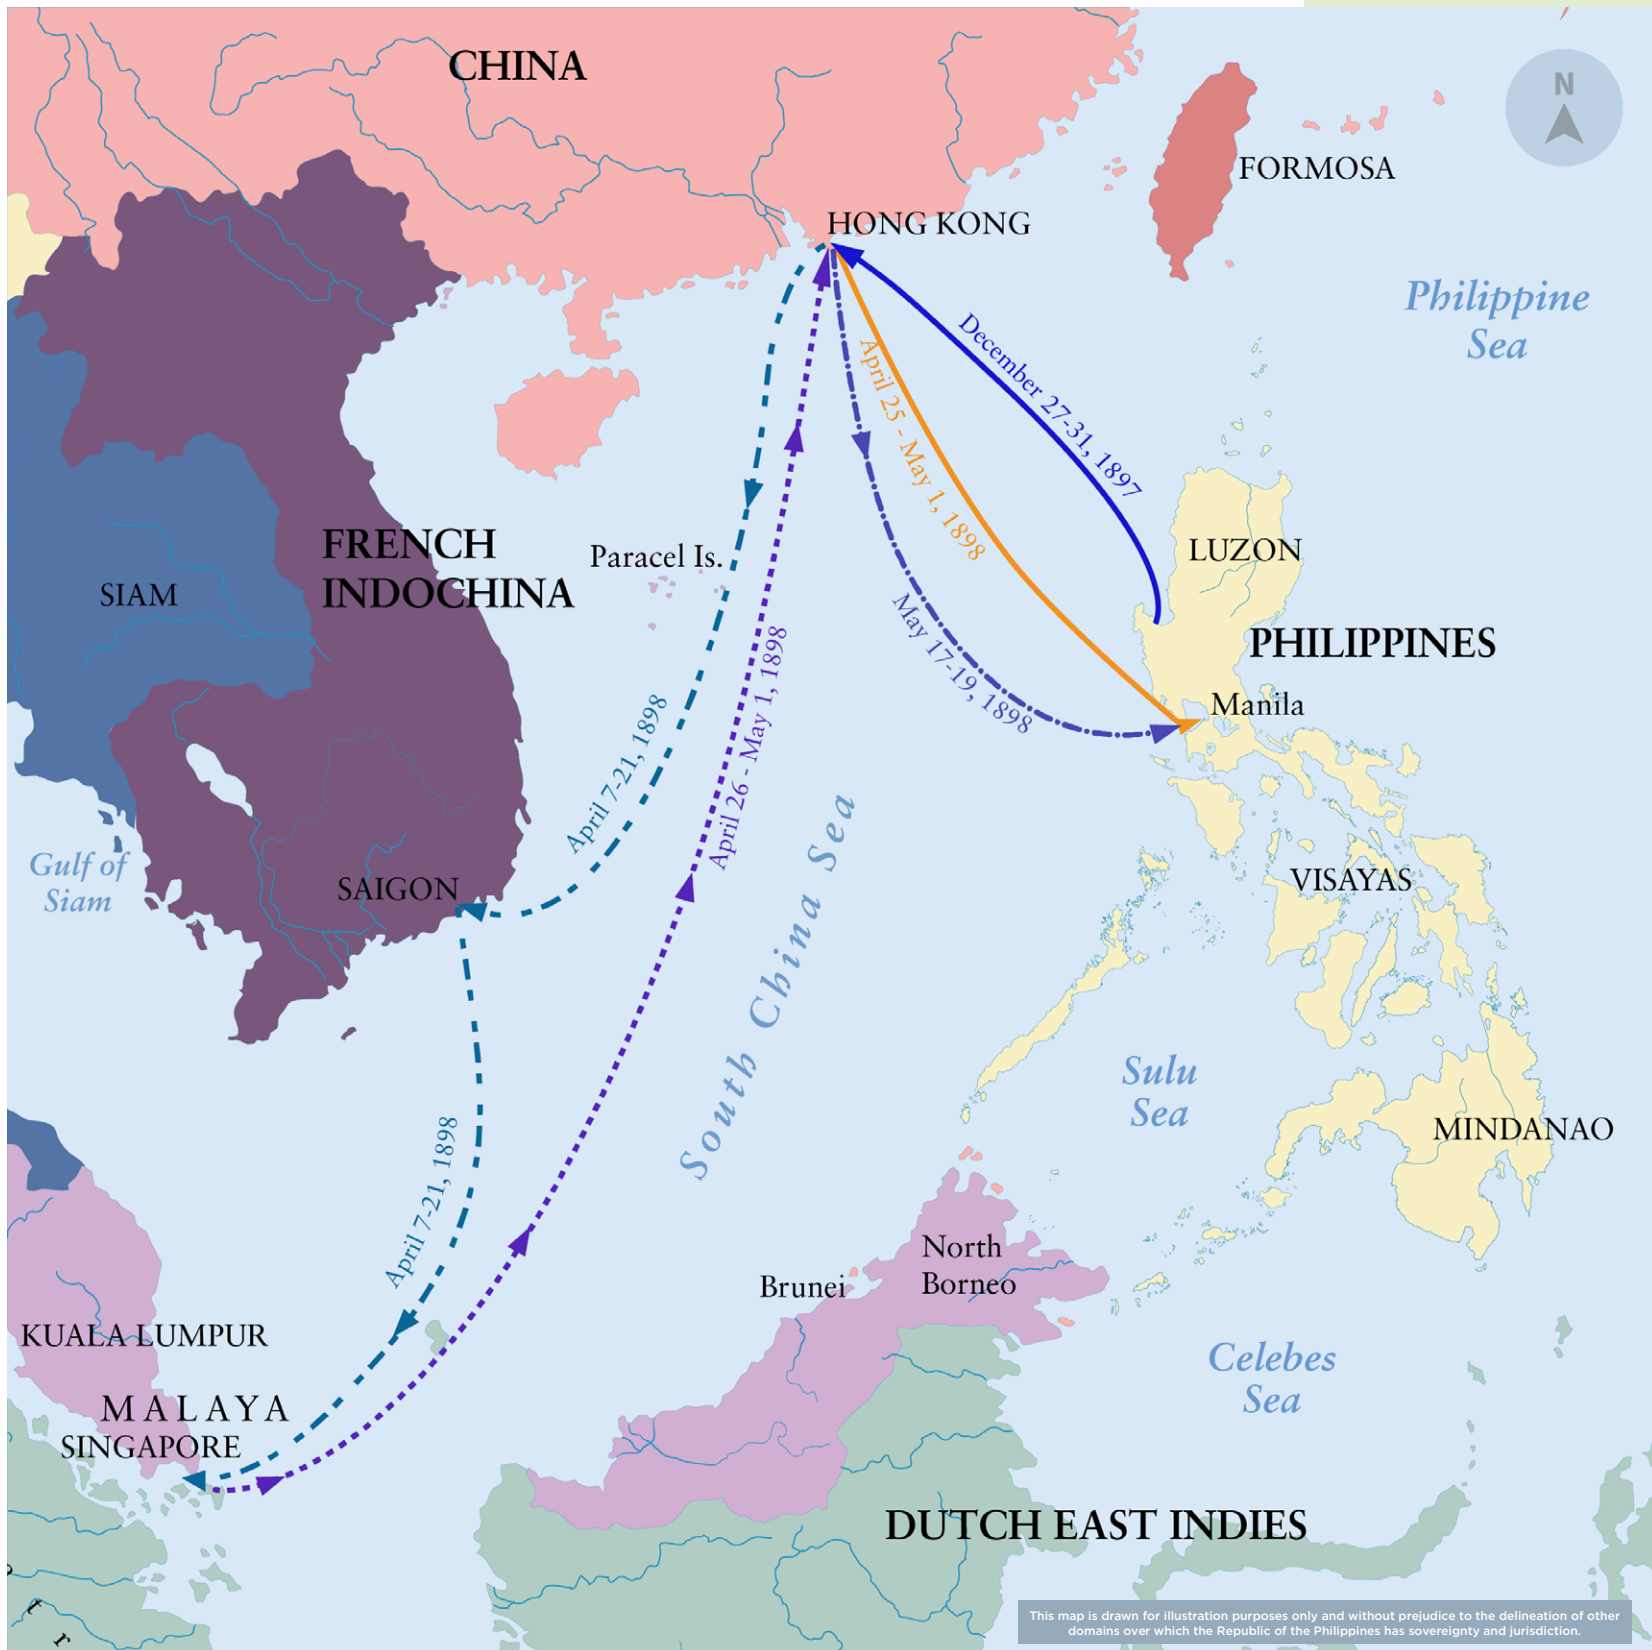 CHINA
N
FORMOSA
HONG KONG
Philippine
Sea
December 27-31, 1897
April 25 - May 1, 1898
FRENCH
INDOCHINA
SIAM
Paracel Is.
LUZON
PHILIPPINES
Manila
May 17-19, 1898
April 7-21, 1898
April 26 - May 1, 1898
Gulf of
Siam
SAIGON
VISAYAS
South China Sea
Sulu
Sea
MINDANAO
April 7-21, 1898
North
Borneo
Brunei
KUALA LUMPUR
MALAYA
SINGAPORE
Celebes
Sea
DUTCH EAST INDIES
t
r
This map is drawn for illustration purposes only and without prejudice to the delineation of other
domains over which the Republic of the Philippines has sovereignty and jurisdiction.